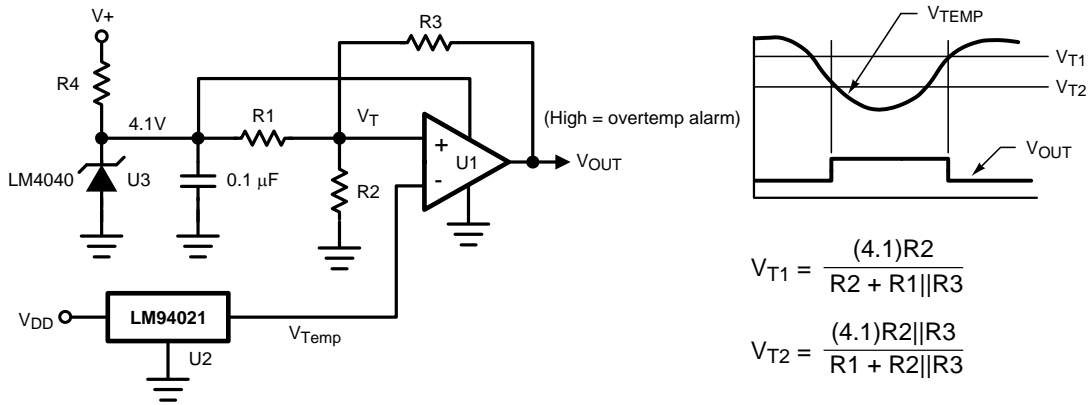 V+
R3
R4
4.1V
R1
VT
U1
(High = overtemp alarm)
VOUT
LM4040
U3
0.1 μF
R2
+
-
VDD
LM94021
VTemp
U2
VTEMP
VT1
VT2
VOUT
VT1 = (4.1)R2 / R2 + R1||R3
VT2 = (4.1)R2||R3 / R1 + R2||R3